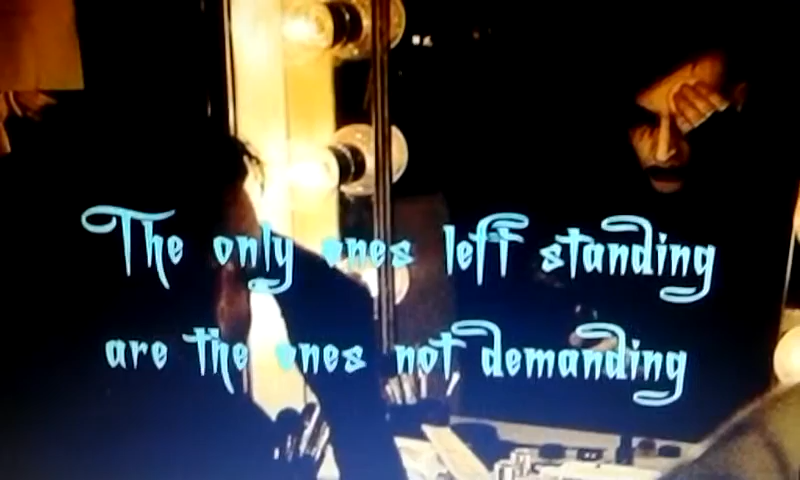 The only ones left standing
are the ones not demanding